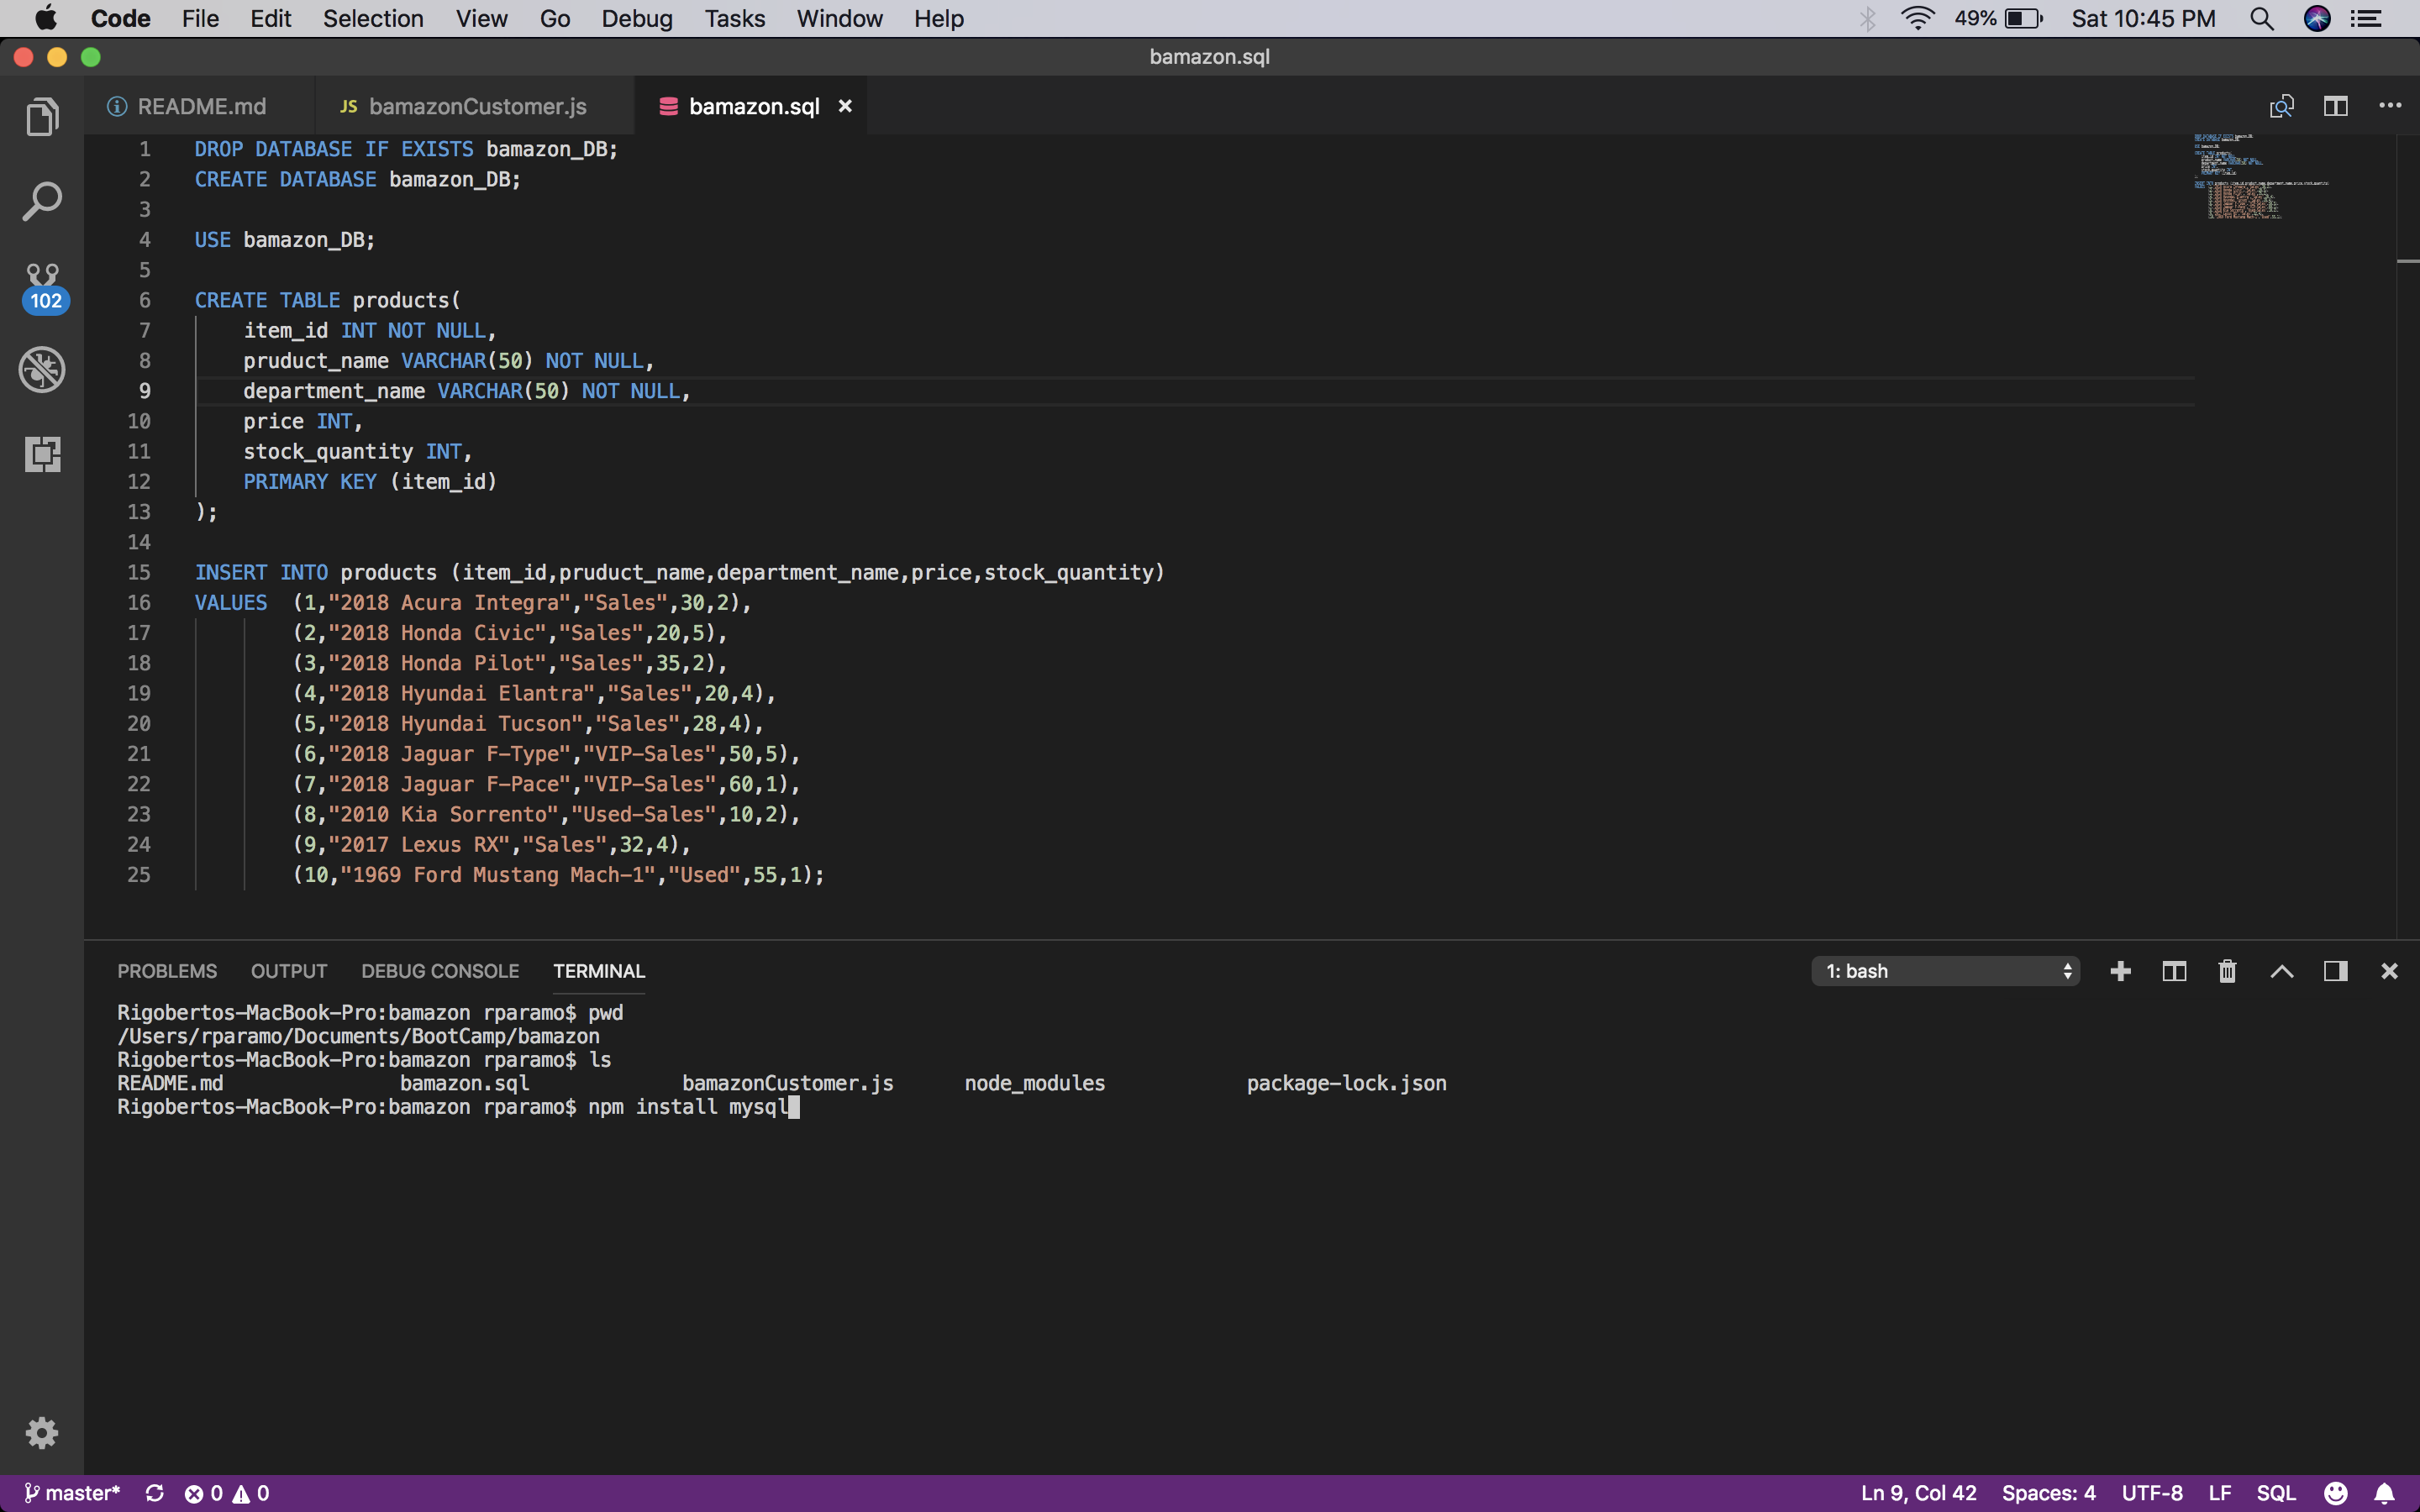 Code File Edit Selection View Go Debug Tasks Window Help 49% Sat 10:45 PM
bamazon.sql
README.md JS bamazonCustomer.js bamazon.sql ×
1 DROP DATABASE IF EXISTS bamazon_DB;
2 CREATE DATABASE bamazon_DB;
3
4 USE bamazon_DB;
5
6 CREATE TABLE products(
7 item_id INT NOT NULL,
8 pruduct_name VARCHAR(50) NOT NULL,
9 department_name VARCHAR(50) NOT NULL,
10 price INT,
11 stock_quantity INT,
12 PRIMARY KEY (item_id)
13 );
14
15 INSERT INTO products (item_id,pruduct_name,department_name,price,stock_quantity)
16 VALUES (1,"2018 Acura Integra","Sales",30,2),
17 (2,"2018 Honda Civic","Sales",20,5),
18 (3,"2018 Honda Pilot","Sales",35,2),
19 (4,"2018 Hyundai Elantra","Sales",20,4),
20 (5,"2018 Hyundai Tucson","Sales",28,4),
21 (6,"2018 Jaguar F-Type","VIP-Sales",50,5),
22 (7,"2018 Jaguar F-Pace","VIP-Sales",60,1),
23 (8,"2010 Kia Sorrento","Used-Sales",10,2),
24 (9,"2017 Lexus RX","Sales",32,4),
25 (10,"1969 Ford Mustang Mach-1","Used",55,1);
102
PROBLEMS OUTPUT DEBUG CONSOLE TERMINAL 1: bash
Rigobertos-MacBook-Pro:bamazon rparamo$ pwd
/Users/rparamo/Documents/BootCamp/bamazon
Rigobertos-MacBook-Pro:bamazon rparamo$ ls
README.md bamazon.sql bamazonCustomer.js node_modules package-lock.json
Rigobertos-MacBook-Pro:bamazon rparamo$ npm install mysql
master* 0 0 Ln 9, Col 42 Spaces: 4 UTF-8 LF SQL